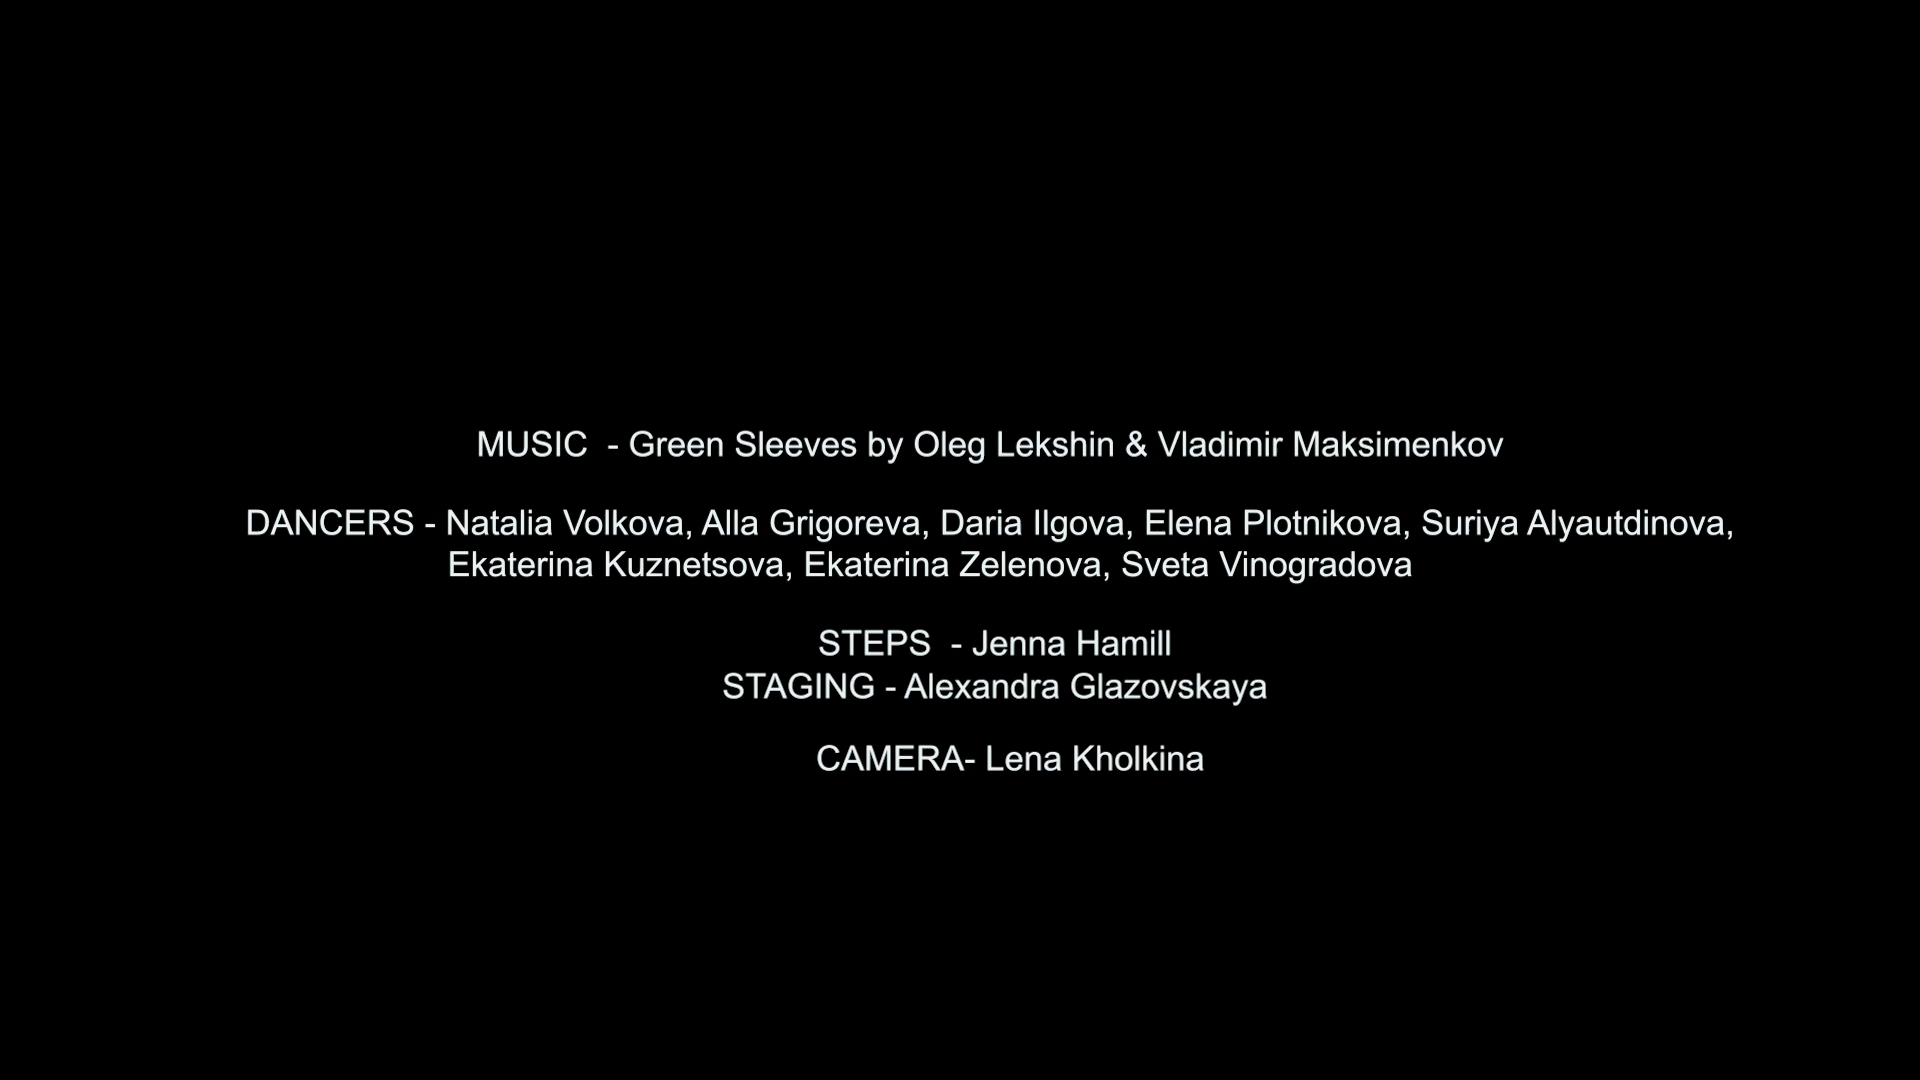 MUSIC  - Green Sleeves by Oleg Lekshin & Vladimir Maksimenkov
DANCERS - Natalia Volkova, Alla Grigoreva, Daria Ilgova, Elena Plotnikova, Suriya Alyautdinova,
Ekaterina Kuznetsova, Ekaterina Zelenova, Sveta Vinogradova
STEPS  - Jenna Hamill
STAGING - Alexandra Glazovskaya
CAMERA- Lena Kholkina